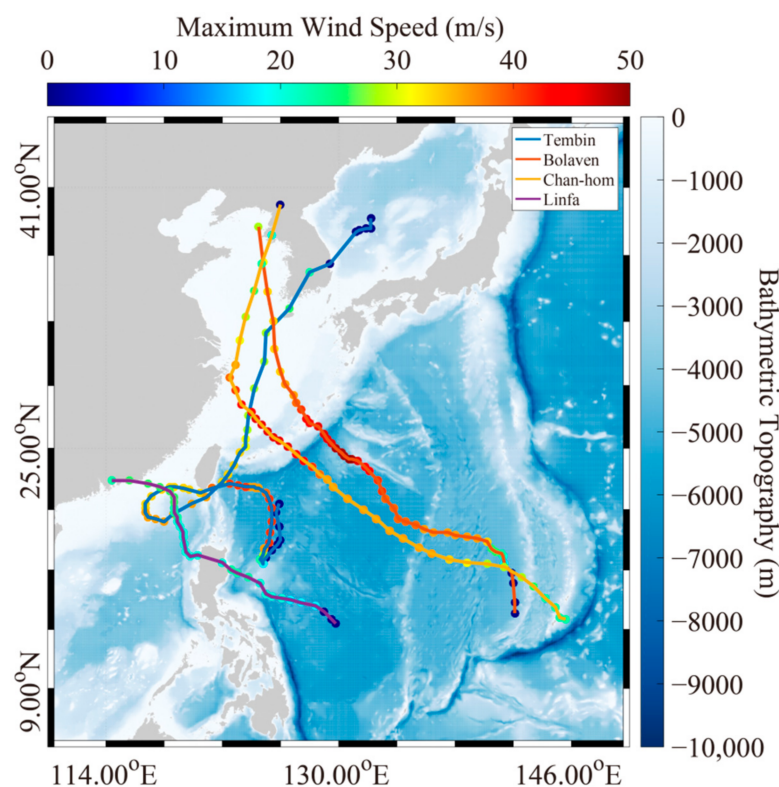 Maximum Wind Speed (m/s)
0 10 20 30 40 50
Tembin
Bolaven
Chan-hom
Linfa
41.00°N
25.00°N
9.00°N
114.00°E 130.00°E 146.00°E
0
−1000
−2000
−3000
−4000
−5000
−6000
−7000
−8000
−9000
−10,000
Bathymetric Topography (m)